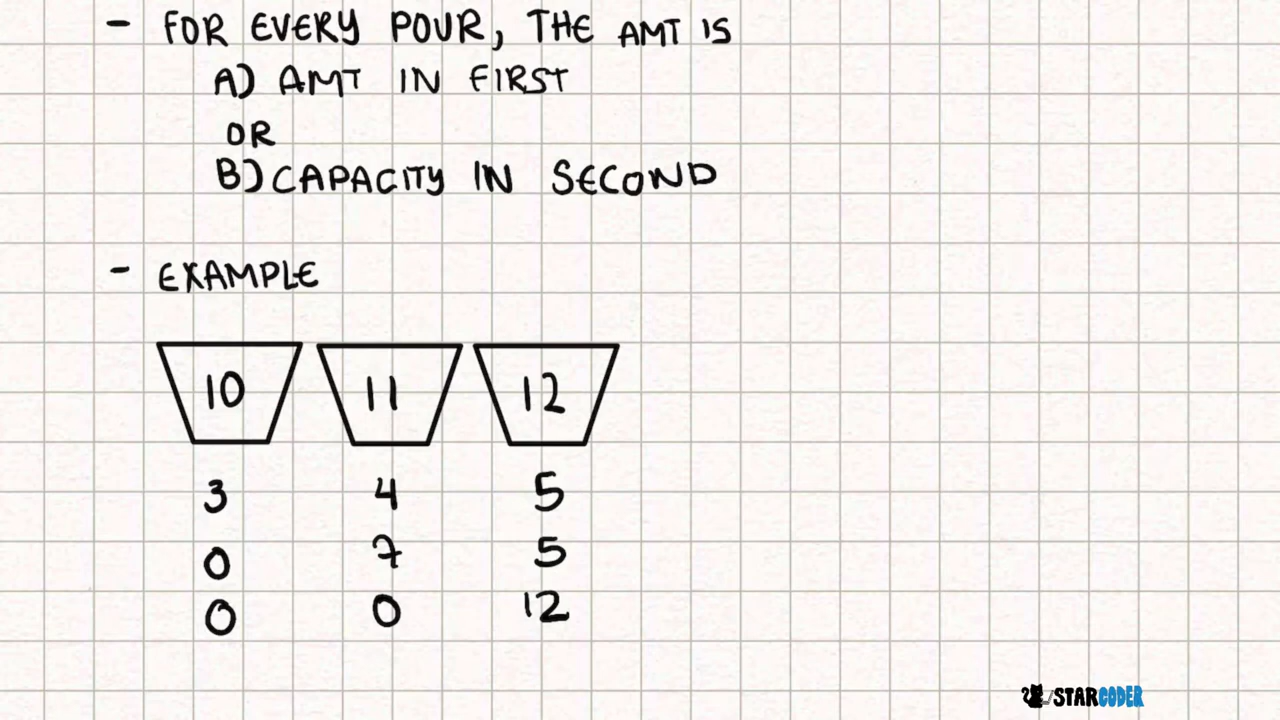 - FOR EVERY POUR, THE AMT IS
A) AMT IN FIRST
OR
B) CAPACITY IN SECOND
- EXAMPLE
10 11 12
3 4 5
0 7 5
0 0 12
STARCODER